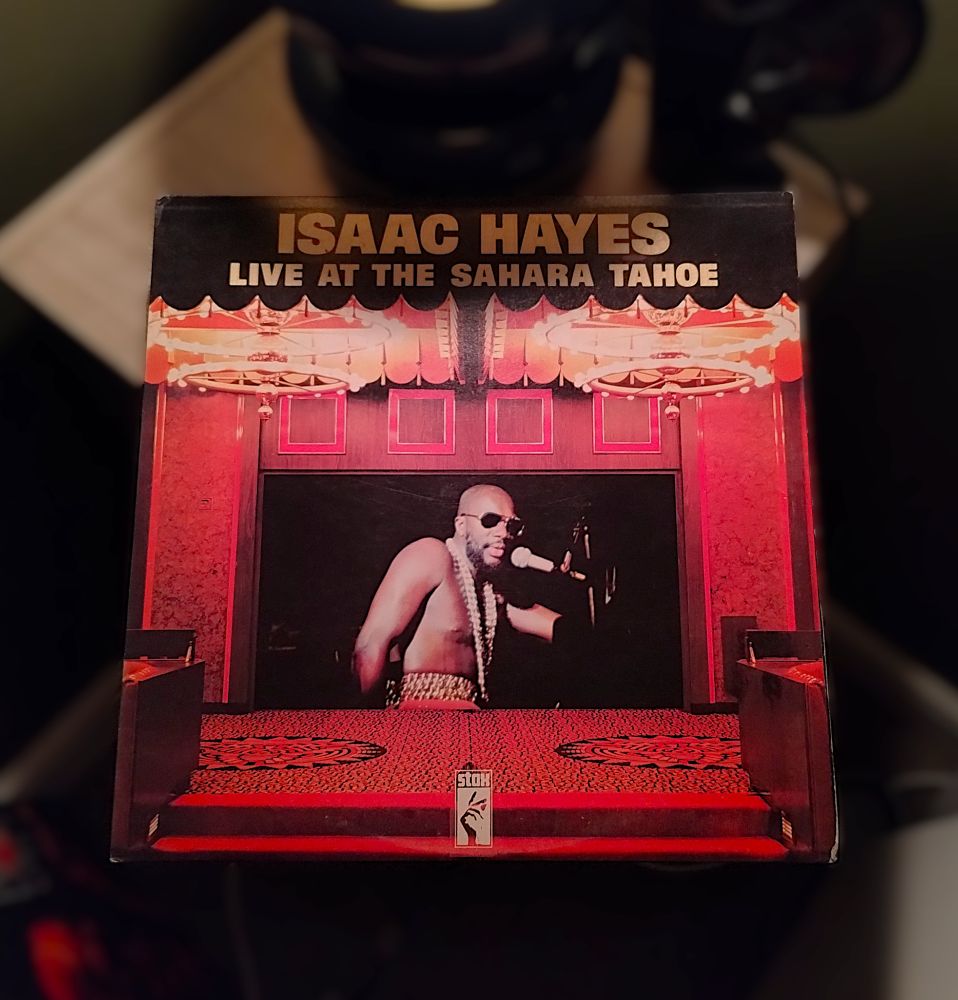 ISAAC HAYES
LIVE AT THE SAHARA TAHOE
stax